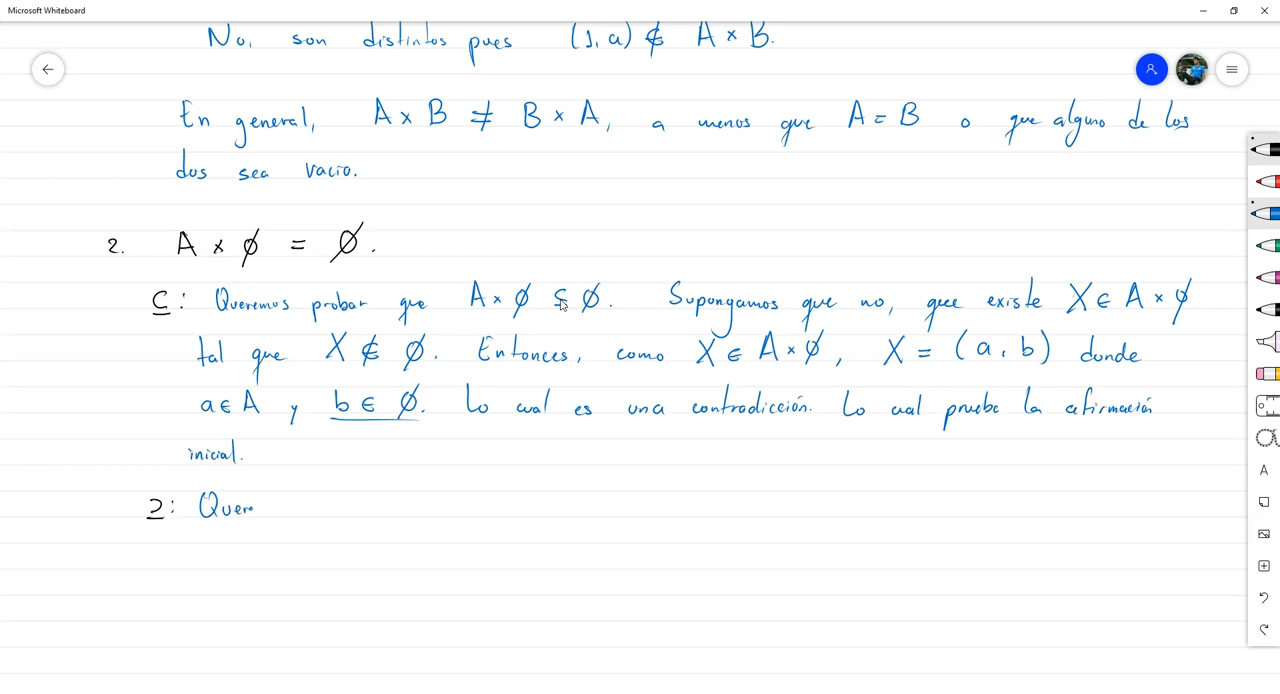 Microsoft Whiteboard
No, son distintos pues (1, a) ∉ A × B.
En general, A × B ≠ B × A, a menos que A = B o que alguno de los
dos sea vacio.
2. A × ∅ = ∅.
⊆: Queremos probar que A × ∅ ⊆ ∅. Supongamos que no, que existe X ∈ A × ∅
tal que X ∉ ∅. Entonces, como X ∈ A × ∅, X = (a, b) donde
a ∈ A y b ∈ ∅. Lo cual es una contradicción. Lo cual prueba la afirmación
inicial.
⊇: Quere
A